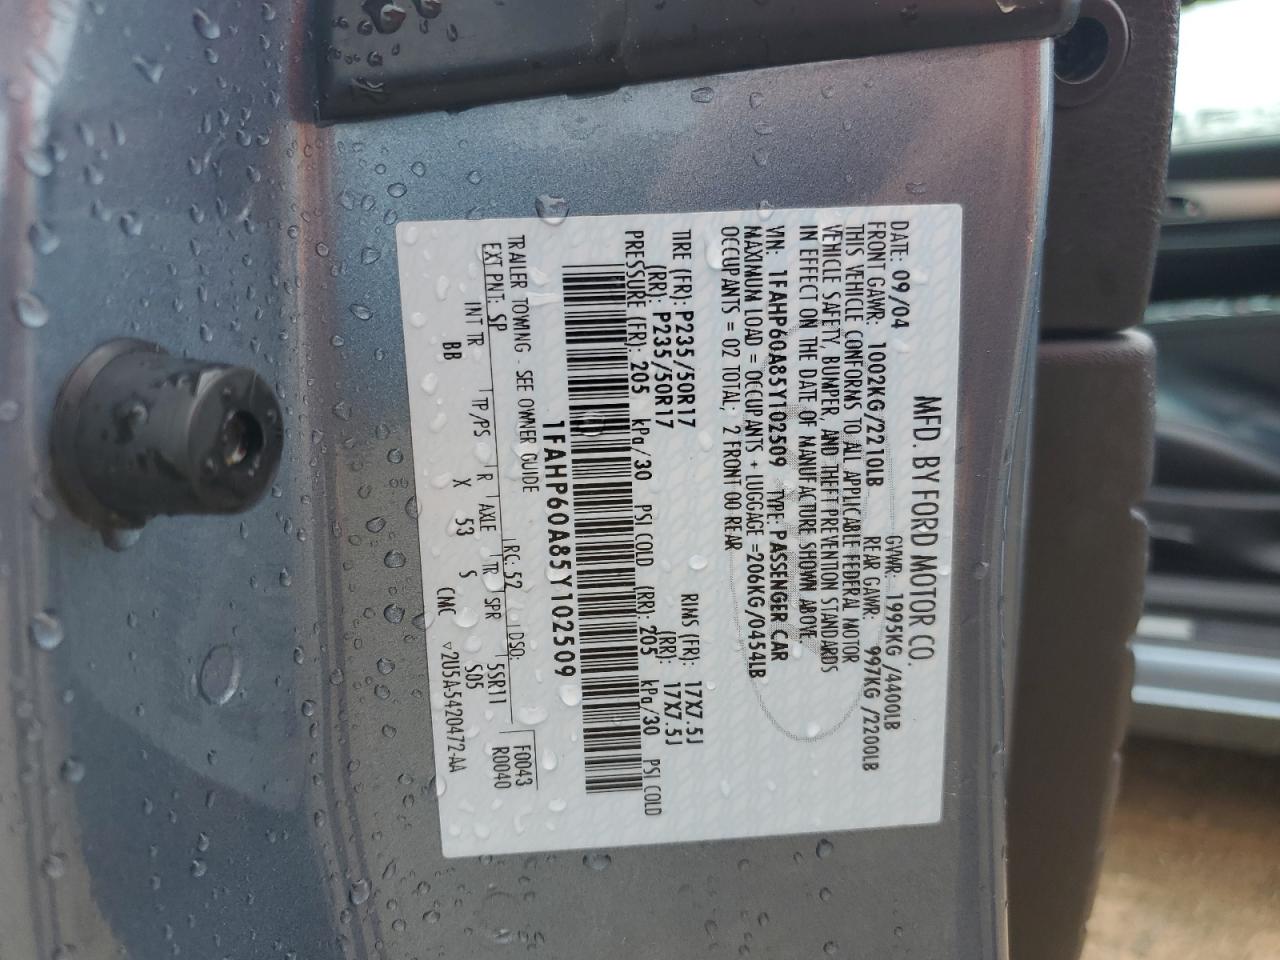 MFD. BY FORD MOTOR CO.
DATE: 09/04 GVWR: 1995KG /4400LB
FRONT GAWR: 1002KG/2210LB REAR GAWR: 997KG /2200LB
THIS VEHICLE CONFORMS TO ALL APPLICABLE FEDERAL MOTOR
VEHICLE SAFETY, BUMPER, AND THEFT PREVENTION STANDARDS
IN EFFECT ON THE DATE OF MANUFACTURE SHOWN ABOVE.
VIN: 1FAHP60A85Y102509 TYPE: PASSENGER CAR
MAXIMUM LOAD = OCCUPANTS + LUGGAGE =206KG/0454LB
OCCUPANTS = 02 TOTAL; 2 FRONT 00 REAR
TIRE (FR): P235/50R17 RIMS (FR): 17X7.5J
(RR): P235/50R17 (RR): 17X7.5J
PRESSURE (FR): 205 kPa/30 PSI COLD (RR): 205 kPa/30 PSI COLD
1FAHP60A85Y102509
TRAILER TOWING - SEE OWNER GUIDE
EXT PNT: SP RC: 52 DSO: F0043
INT TR TP/PS R AXLE TR SPR 5SR11 R0040
BB X 53 S S05
CMC ▿2U5A-5420472-AA